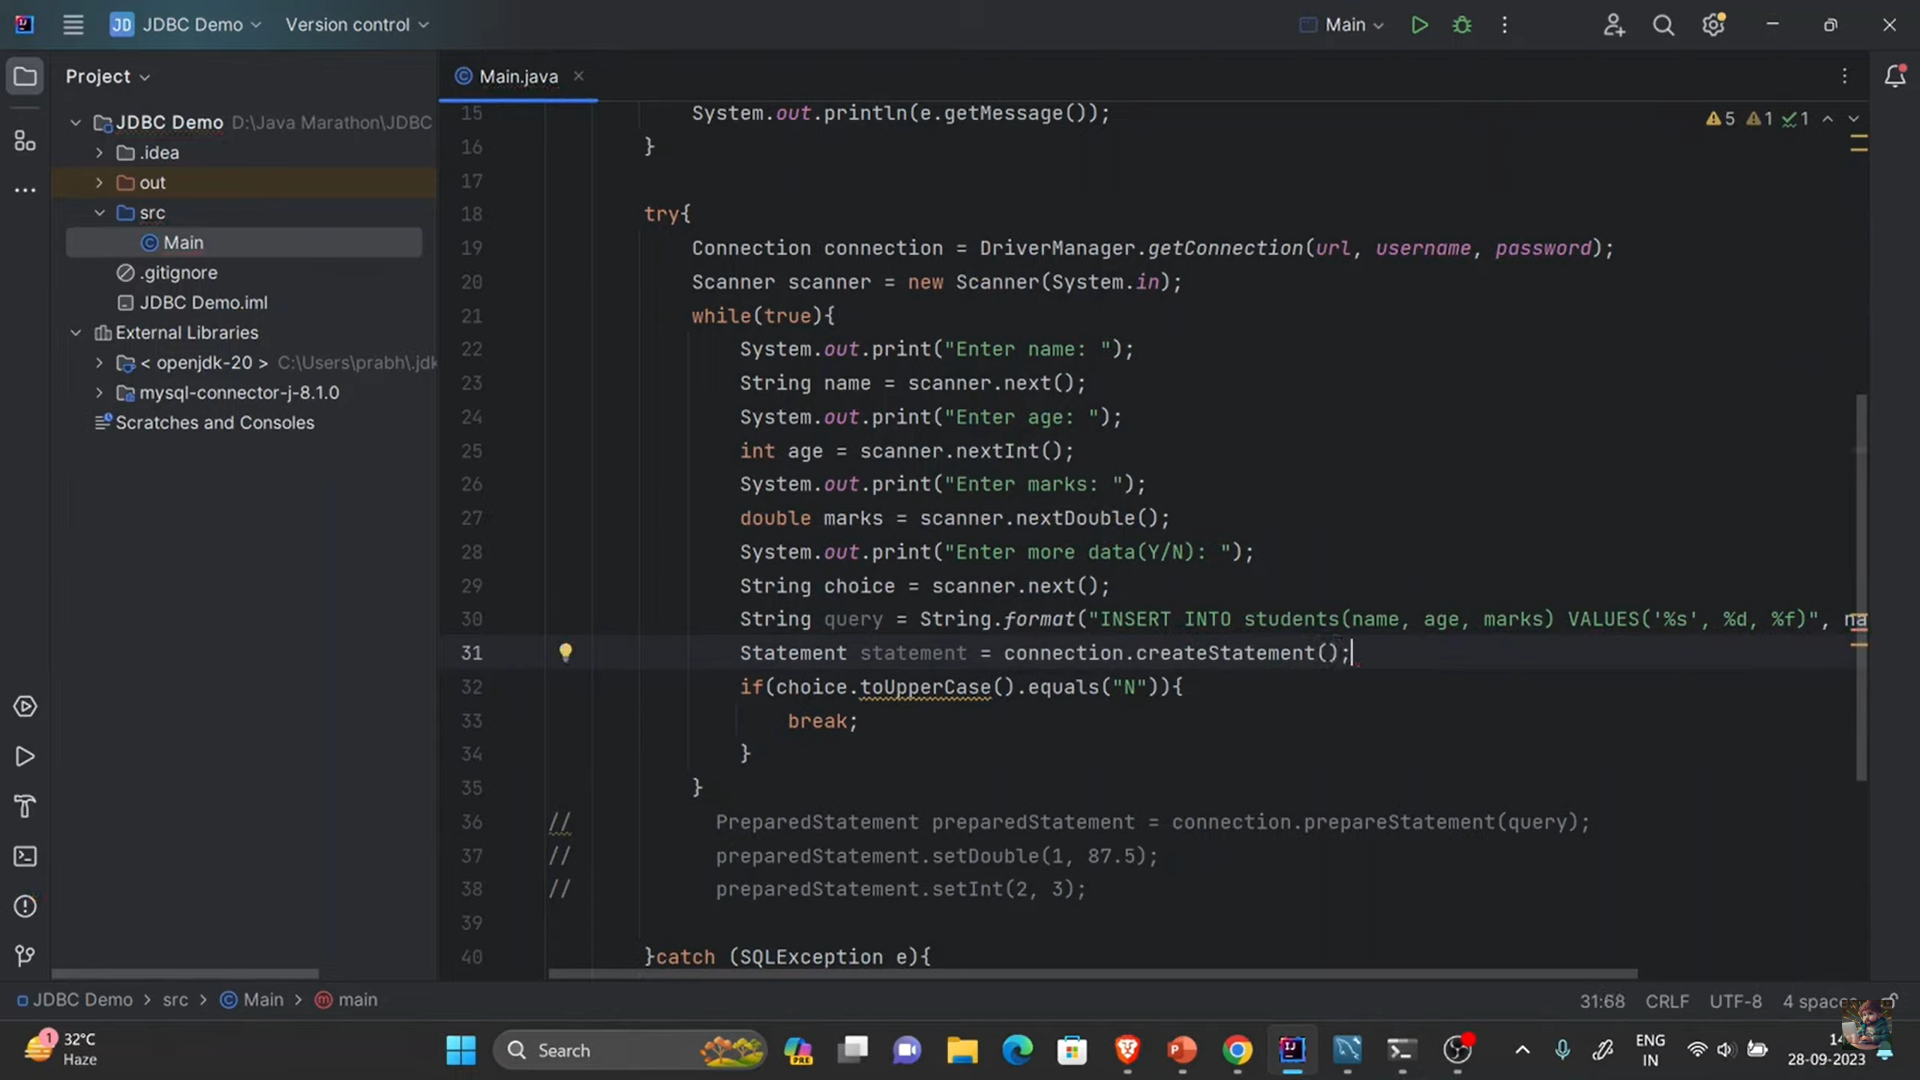 JD JDBC Demo Version control Main
Project
Main.java
JDBC Demo D:\Java Marathon\JDBC
.idea
out
src
Main
.gitignore
JDBC Demo.iml
External Libraries
< openjdk-20 > C:\Users\prabh\.jdk
mysql-connector-j-8.1.0
Scratches and Consoles
5 1 1
15 System.out.println(e.getMessage());
16 }
17
18 try{
19 Connection connection = DriverManager.getConnection(url, username, password);
20 Scanner scanner = new Scanner(System.in);
21 while(true){
22 System.out.print("Enter name: ");
23 String name = scanner.next();
24 System.out.print("Enter age: ");
25 int age = scanner.nextInt();
26 System.out.print("Enter marks: ");
27 double marks = scanner.nextDouble();
28 System.out.print("Enter more data(Y/N): ");
29 String choice = scanner.next();
30 String query = String.format("INSERT INTO students(name, age, marks) VALUES('%s', %d, %f)", na
31 Statement statement = connection.createStatement();
32 if(choice.toUpperCase().equals("N")){
33 break;
34 }
35 }
36 // PreparedStatement preparedStatement = connection.prepareStatement(query);
37 // preparedStatement.setDouble(1, 87.5);
38 // preparedStatement.setInt(2, 3);
39
40 }catch (SQLException e){
JDBC Demo > src > Main > main
31:68 CRLF UTF-8 4 spaces
1 32°C
Haze
Search
PRE
ENG
IN
14
28-09-2023